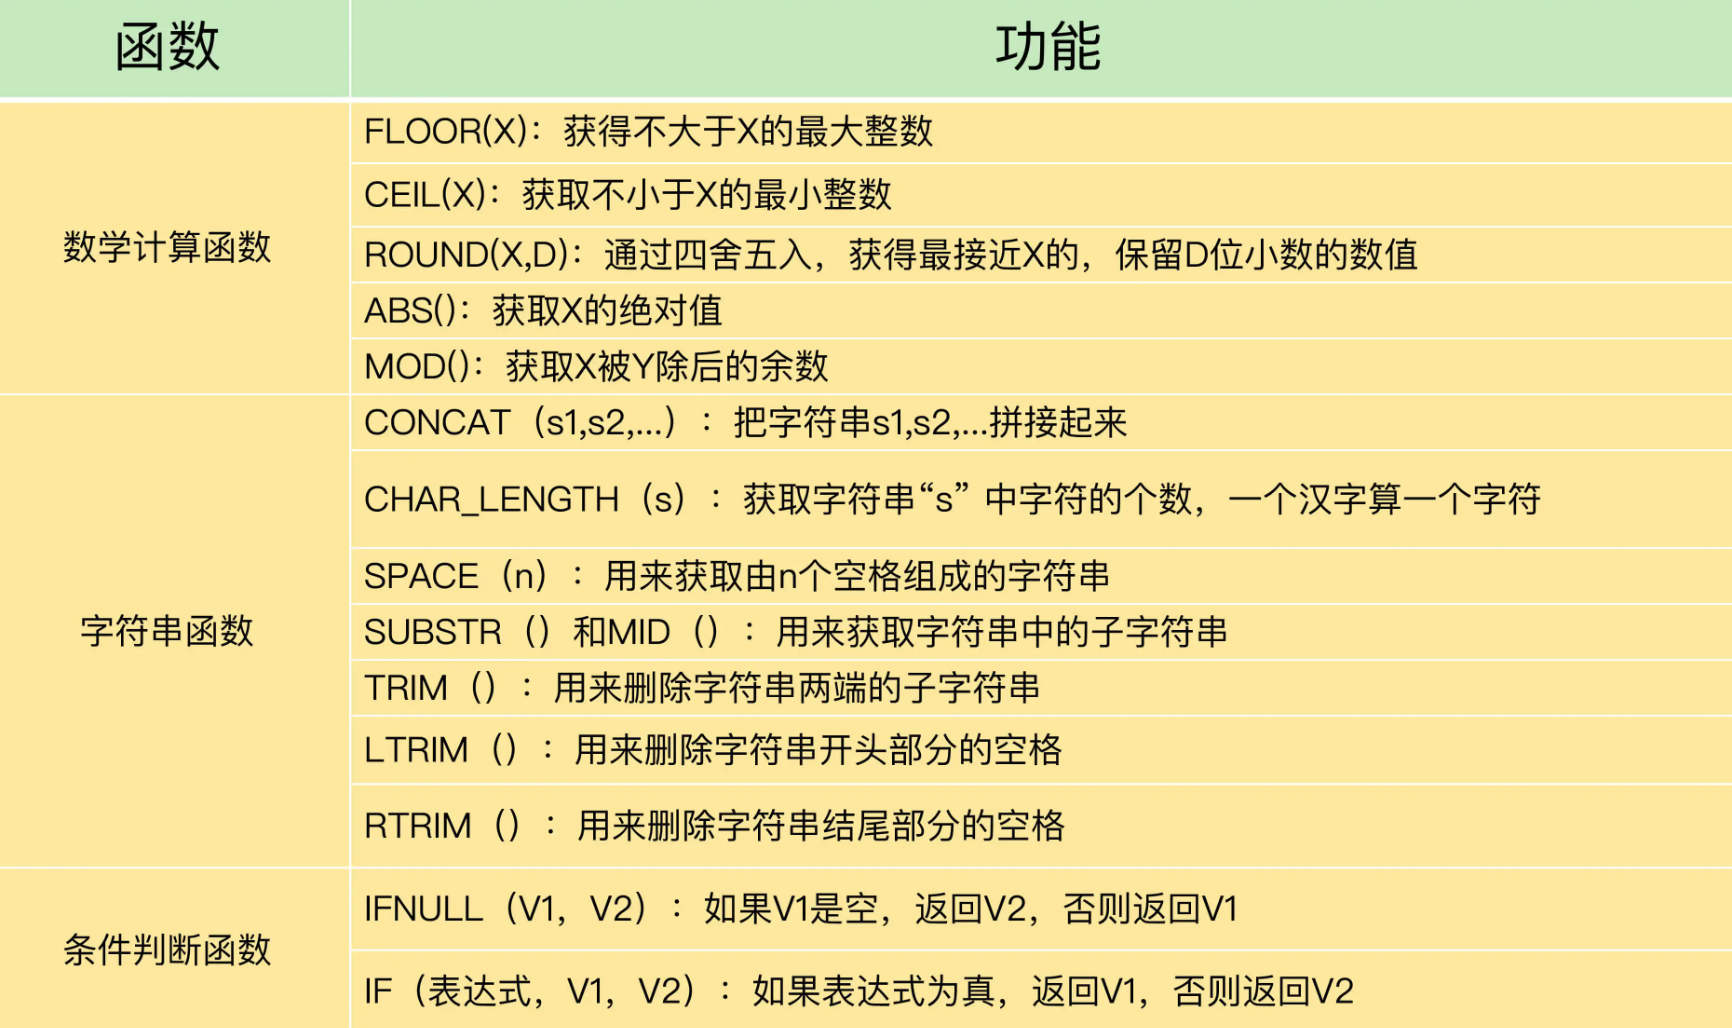 函数
功能
数学计算函数
FLOOR(X)：获得不大于X的最大整数
CEIL(X)：获取不小于X的最小整数
ROUND(X,D)：通过四舍五入，获得最接近X的，保留D位小数的数值
ABS()：获取X的绝对值
MOD()：获取X被Y除后的余数
字符串函数
CONCAT（s1,s2,...）：把字符串s1,s2,...拼接起来
CHAR_LENGTH（s）：获取字符串“s”中字符的个数，一个汉字算一个字符
SPACE（n）：用来获取由n个空格组成的字符串
SUBSTR（）和MID（）：用来获取字符串中的子字符串
TRIM（）：用来删除字符串两端的子字符串
LTRIM（）：用来删除字符串开头部分的空格
RTRIM（）：用来删除字符串结尾部分的空格
条件判断函数
IFNULL（V1，V2）：如果V1是空，返回V2，否则返回V1
IF（表达式，V1，V2）：如果表达式为真，返回V1，否则返回V2